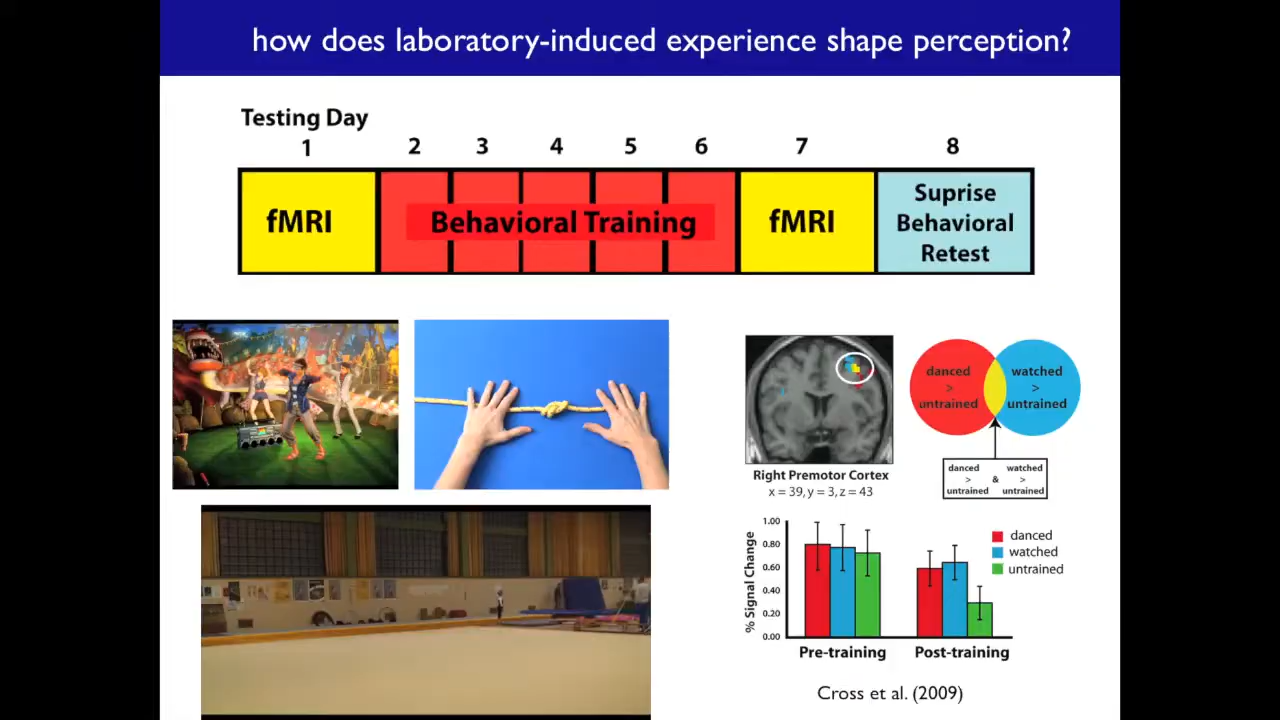 how does laboratory-induced experience shape perception?
Testing Day
1 2 3 4 5 6 7 8
fMRI
Behavioral Training
fMRI
Suprise
Behavioral
Retest
danced
>
untrained
watched
>
untrained
danced
>
untrained
&
watched
>
untrained
Right Premotor Cortex
x = 39, y = 3, z = 43
% Signal Change
1.00
0.80
0.60
0.40
0.20
0.00
danced
watched
untrained
Pre-training
Post-training
Cross et al. (2009)